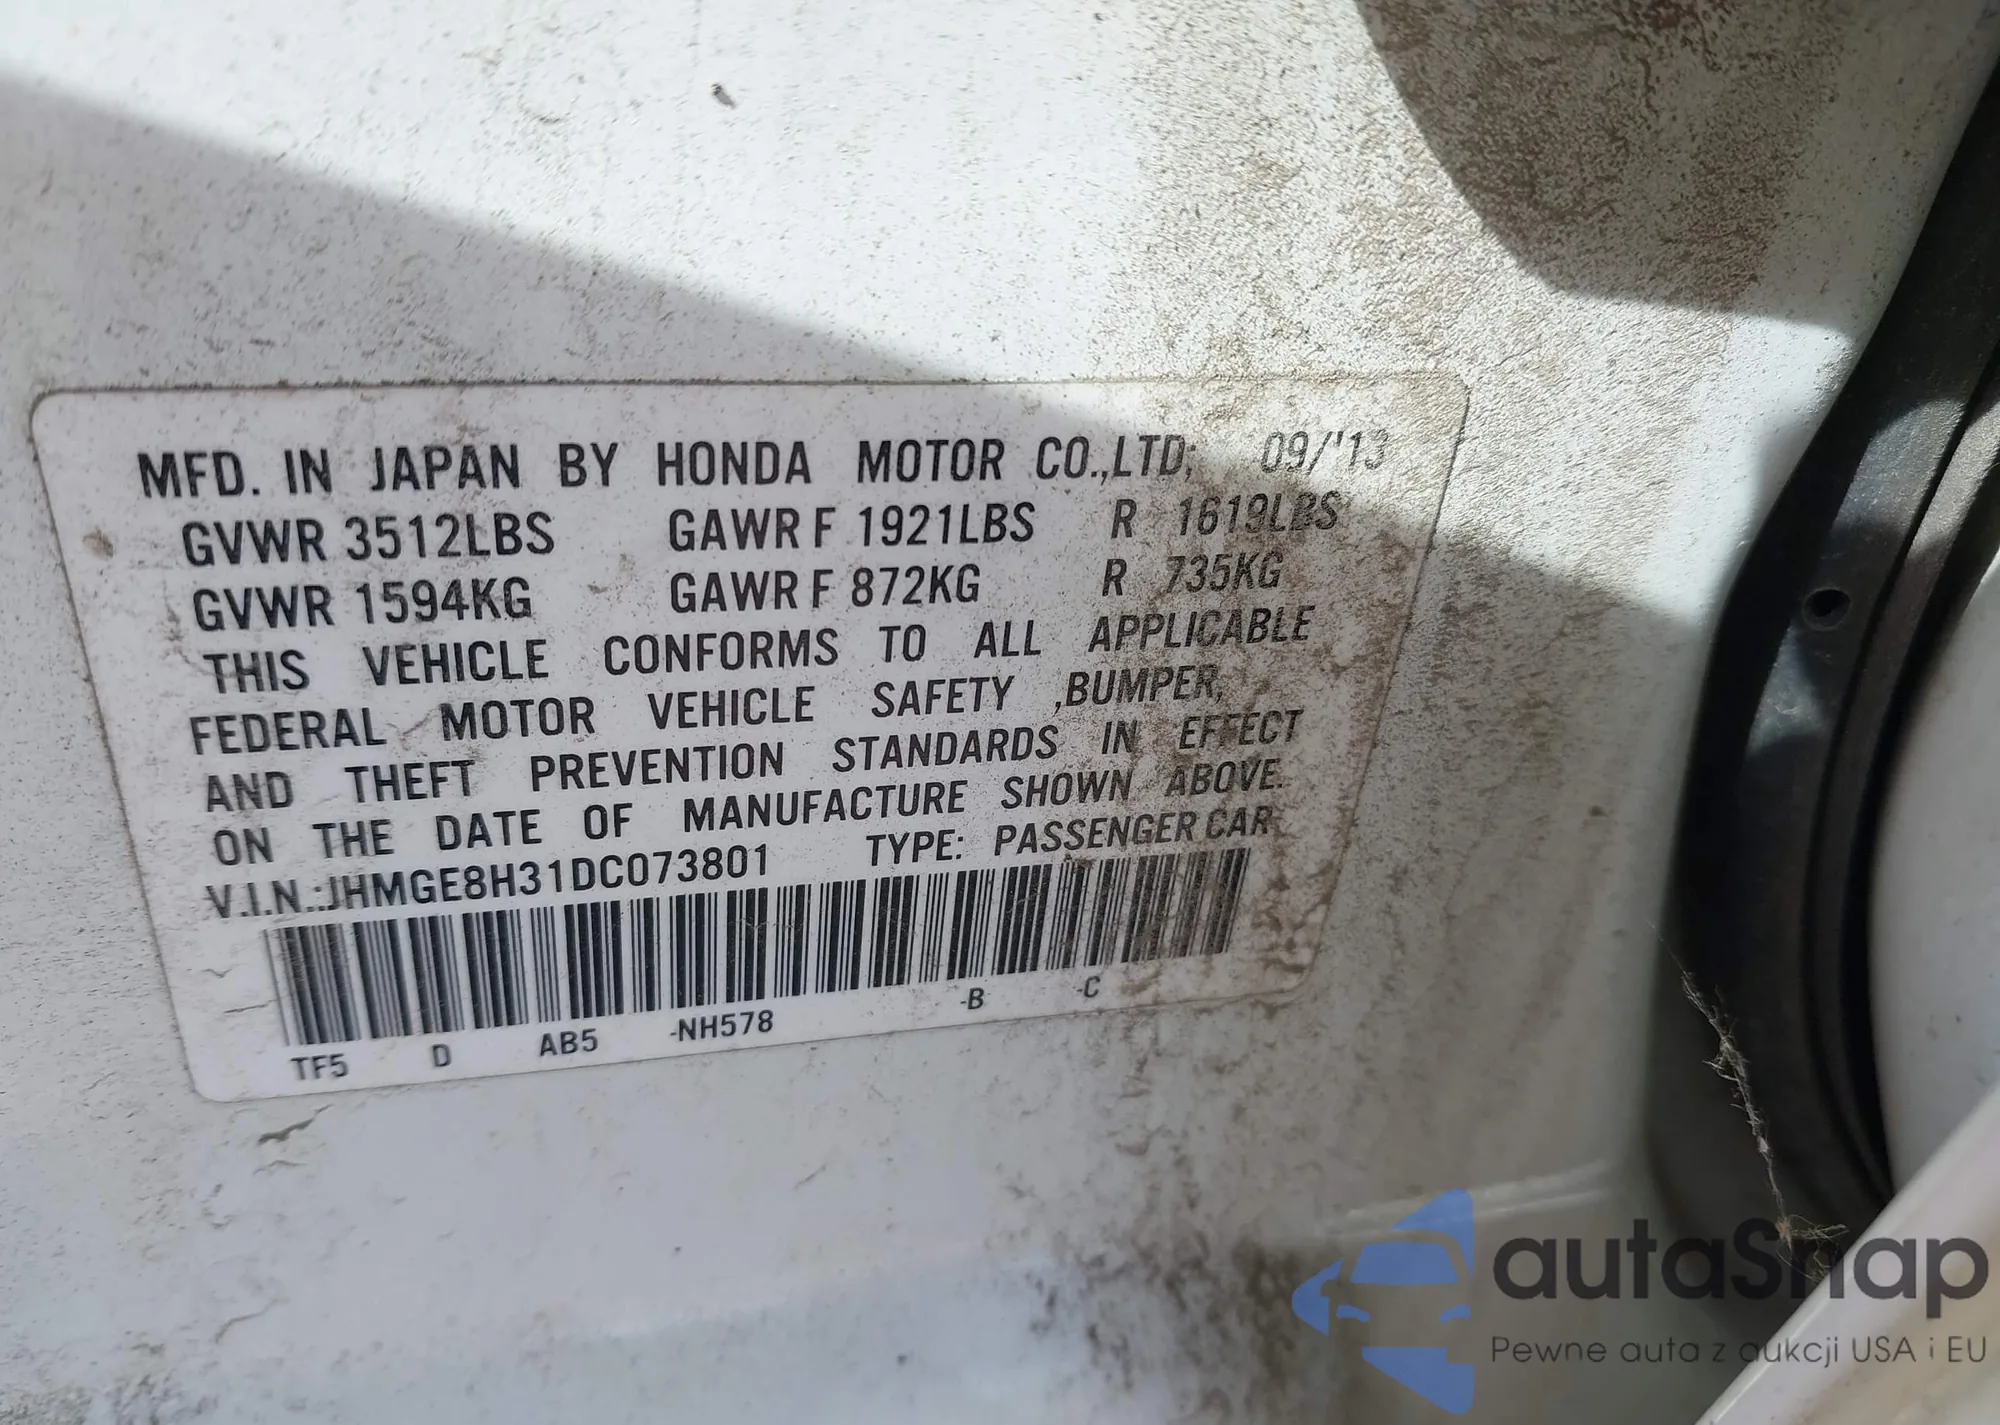 MFD. IN JAPAN BY HONDA MOTOR CO.,LTD; 09/'13
GVWR 3512LBS GAWR F 1921LBS R 1619LBS
GVWR 1594KG GAWR F 872KG R 735KG
THIS VEHICLE CONFORMS TO ALL APPLICABLE
FEDERAL MOTOR VEHICLE SAFETY ,BUMPER,
AND THEFT PREVENTION STANDARDS IN EFFECT
ON THE DATE OF MANUFACTURE SHOWN ABOVE.
V.I.N.:JHMGE8H31DC073801 TYPE: PASSENGER CAR
TF5 D AB5 -NH578 -B -C
autaSnap
Pewne auta z aukcji USA i EU